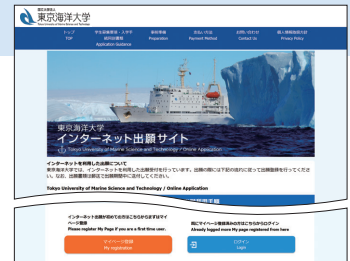 国立大学法人
東京海洋大学
Tokyo University of Marine Science and Technology
トップ
TOP
学生募集要項・入学手続時必要書類
Application Guidance
事前準備
Preparation
お支払い方法
Payment Method
お問い合わせ
Contact Us
個人情報取扱方針
Privacy Policy
東京海洋大学
インターネット出願サイト
Tokyo University of Marine Science and Technology / Online Application
インターネットを利用した出願について
東京海洋大学では、インターネットを利用した出願受付を行っています。出願の際には下記の流れに従って出願登録を行ってくださ
い。なお、出願書類は郵送で出願期間中に送付してください。
Tokyo University of Marine Science and Technology / Online Application
インターネット出願が初めての方はこちらからまずはマイ
ページ登録
Please register My Page if you are a first time user.
既にマイページ登録済みの方はこちらからログイン
Already logged more My page registered from here
マイページ登録
My registration
ログイン
Login